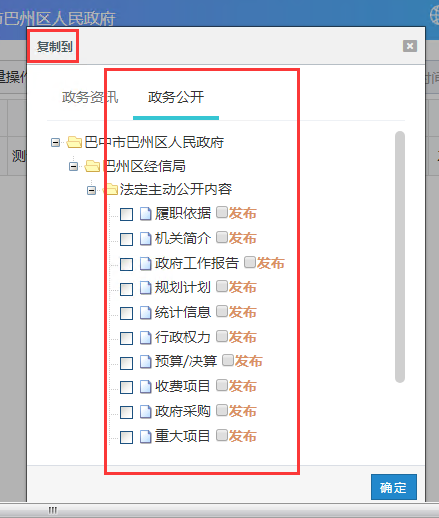 市巴州区人民政府
复制到
量操作
时间
政务资讯 政务公开
巴中市巴州区人民政府
测
巴州区经信局
法定主动公开内容
履职依据 发布
机关简介 发布
政府工作报告 发布
规划计划 发布
统计信息 发布
行政权力 发布
预算/决算 发布
收费项目 发布
政府采购 发布
重大项目 发布
确定